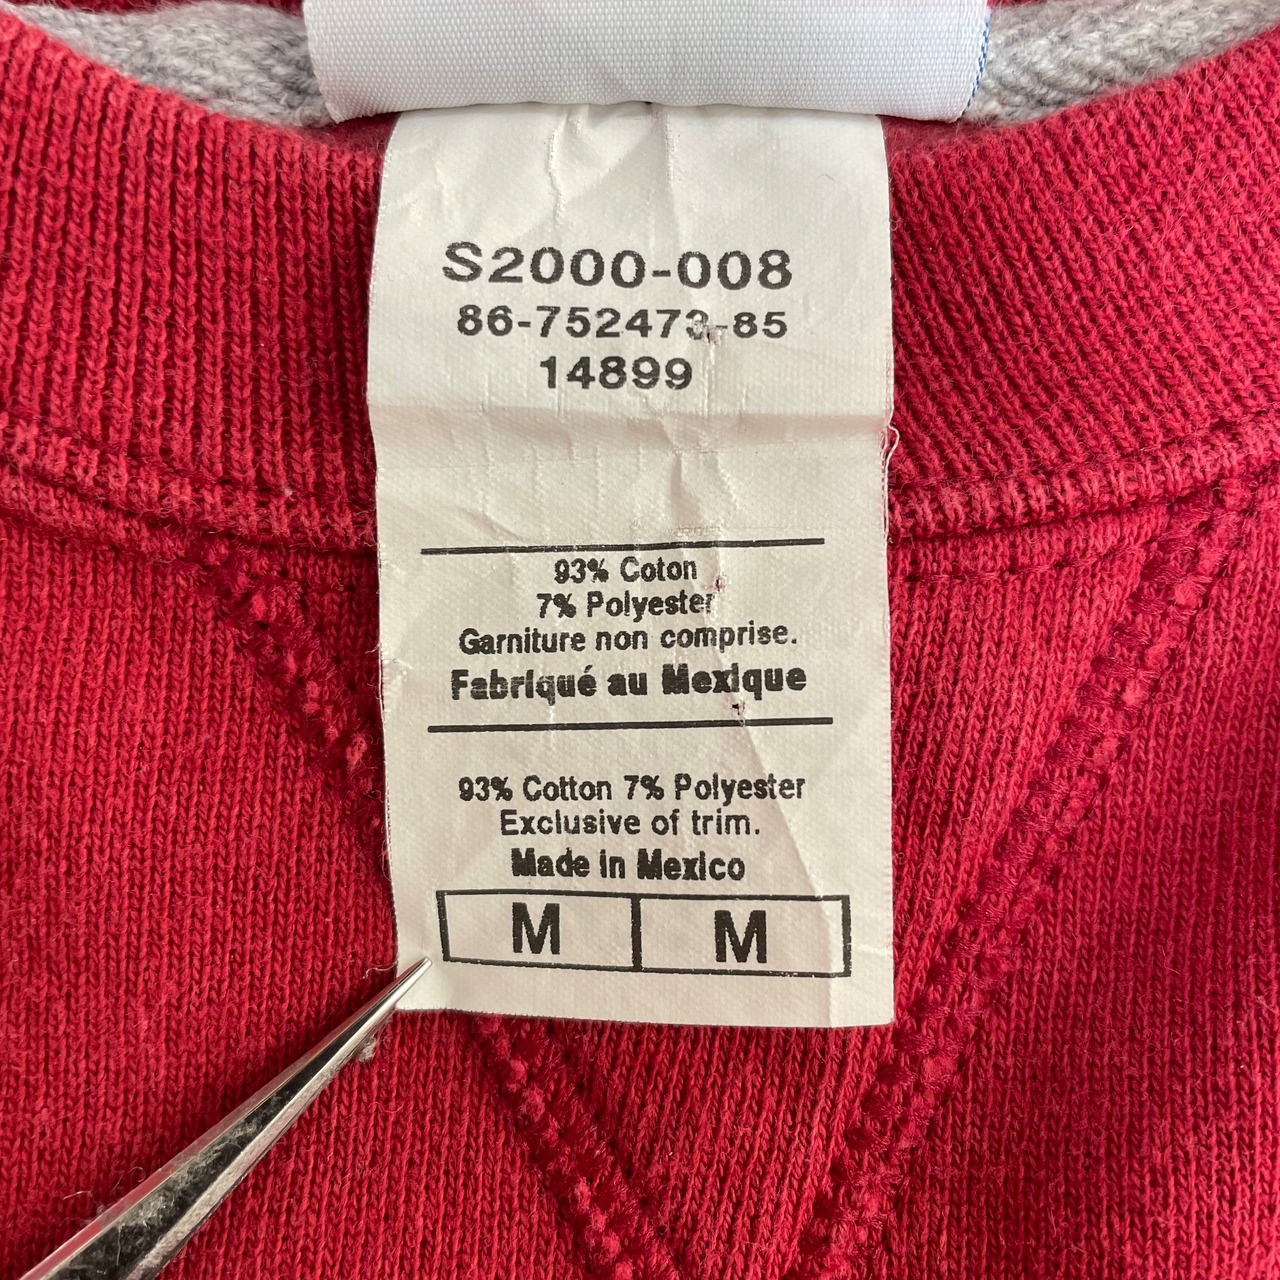 S2000-008
86-752473-85
14899
93% Coton
7% Polyester
Garniture non comprise.
Fabriqué au Mexique
93% Cotton 7% Polyester
Exclusive of trim.
Made in Mexico
M M